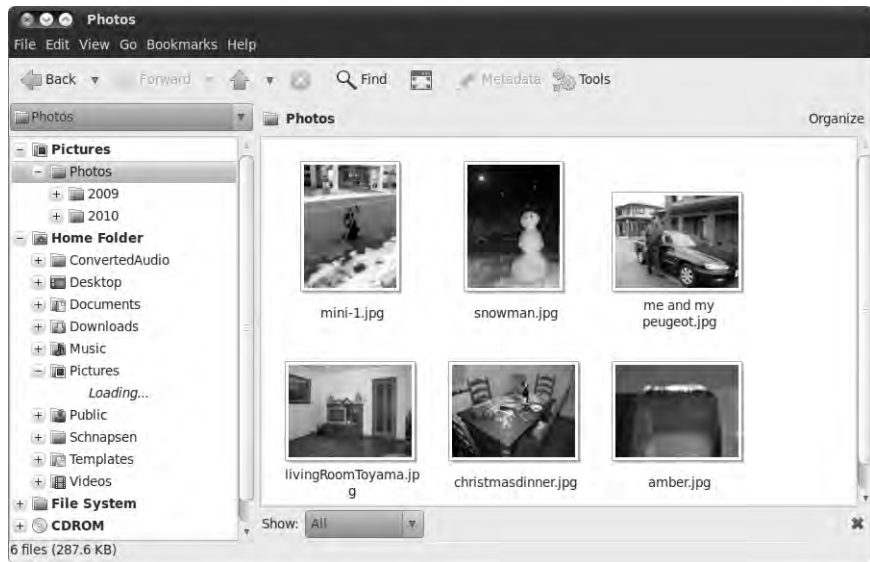 Photos
File Edit View Go Bookmarks Help
Back Forward Find Metadata Tools
Photos
Photos Organize
Pictures
Photos
2009
2010
Home Folder
ConvertedAudio
Desktop
Documents
Downloads
Music
Pictures
Loading...
Public
Schnapsen
Templates
Videos
File System
CDROM
mini-1.jpg
snowman.jpg
me and my
peugeot.jpg
livingRoomToyama.jp
g
christmasdinner.jpg
amber.jpg
Show: All
6 files (287.6 KB)